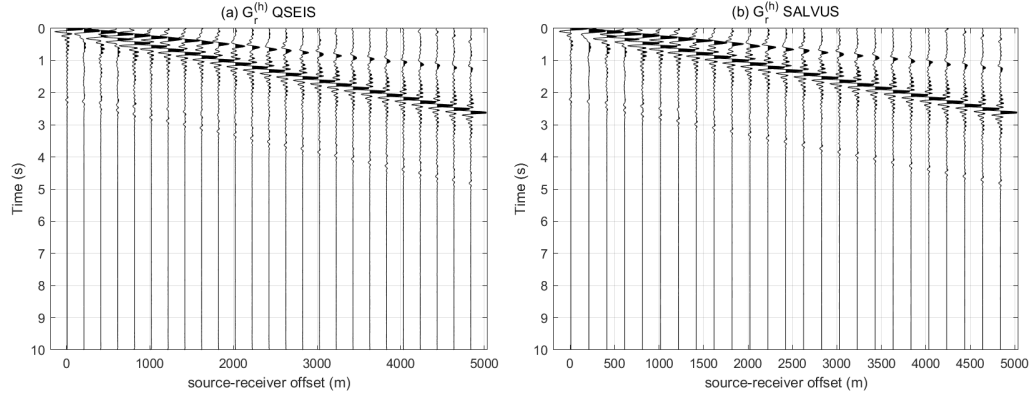 (a) G_r^(h) QSEIS
0
1
2
3
4
5
6
7
8
9
10
Time (s)
0 1000 2000 3000 4000 5000
source-receiver offset (m)
(b) G_r^(h) SALVUS
0
1
2
3
4
5
6
7
8
9
10
Time (s)
0 500 1000 1500 2000 2500 3000 3500 4000 4500 5000
source-receiver offset (m)